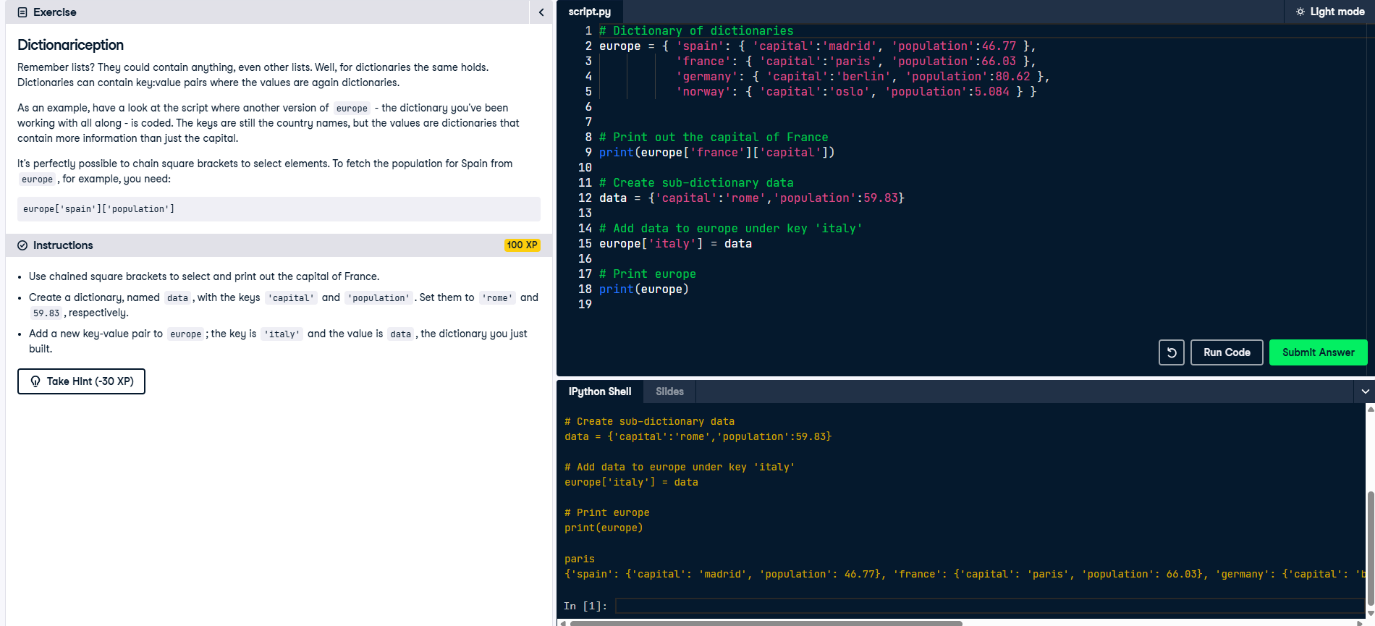 Exercise
Dictionariception
Remember lists? They could contain anything, even other lists. Well, for dictionaries the same holds.
Dictionaries can contain key:value pairs where the values are again dictionaries.
As an example, have a look at the script where another version of europe - the dictionary you've been
working with all along - is coded. The keys are still the country names, but the values are dictionaries that
contain more information than just the capital.
It's perfectly possible to chain square brackets to select elements. To fetch the population for Spain from
europe , for example, you need:
europe['spain']['population']
Instructions
100 XP
• Use chained square brackets to select and print out the capital of France.
• Create a dictionary, named data , with the keys 'capital' and 'population' . Set them to 'rome' and
59.83 , respectively.
• Add a new key-value pair to europe ; the key is 'italy' and the value is data , the dictionary you just
built.
Take Hint (-30 XP)
script.py
Light mode
1 # Dictionary of dictionaries
2 europe = { 'spain': { 'capital':'madrid', 'population':46.77 },
3 'france': { 'capital':'paris', 'population':66.03 },
4 'germany': { 'capital':'berlin', 'population':80.62 },
5 'norway': { 'capital':'oslo', 'population':5.084 } }
6
7
8 # Print out the capital of France
9 print(europe['france']['capital'])
10
11 # Create sub-dictionary data
12 data = {'capital':'rome','population':59.83}
13
14 # Add data to europe under key 'italy'
15 europe['italy'] = data
16
17 # Print europe
18 print(europe)
19
Run Code
Submit Answer
IPython Shell
Slides
# Create sub-dictionary data
data = {'capital':'rome','population':59.83}
# Add data to europe under key 'italy'
europe['italy'] = data
# Print europe
print(europe)
paris
{'spain': {'capital': 'madrid', 'population': 46.77}, 'france': {'capital': 'paris', 'population': 66.03}, 'germany': {'capital': 'b
In [1]: